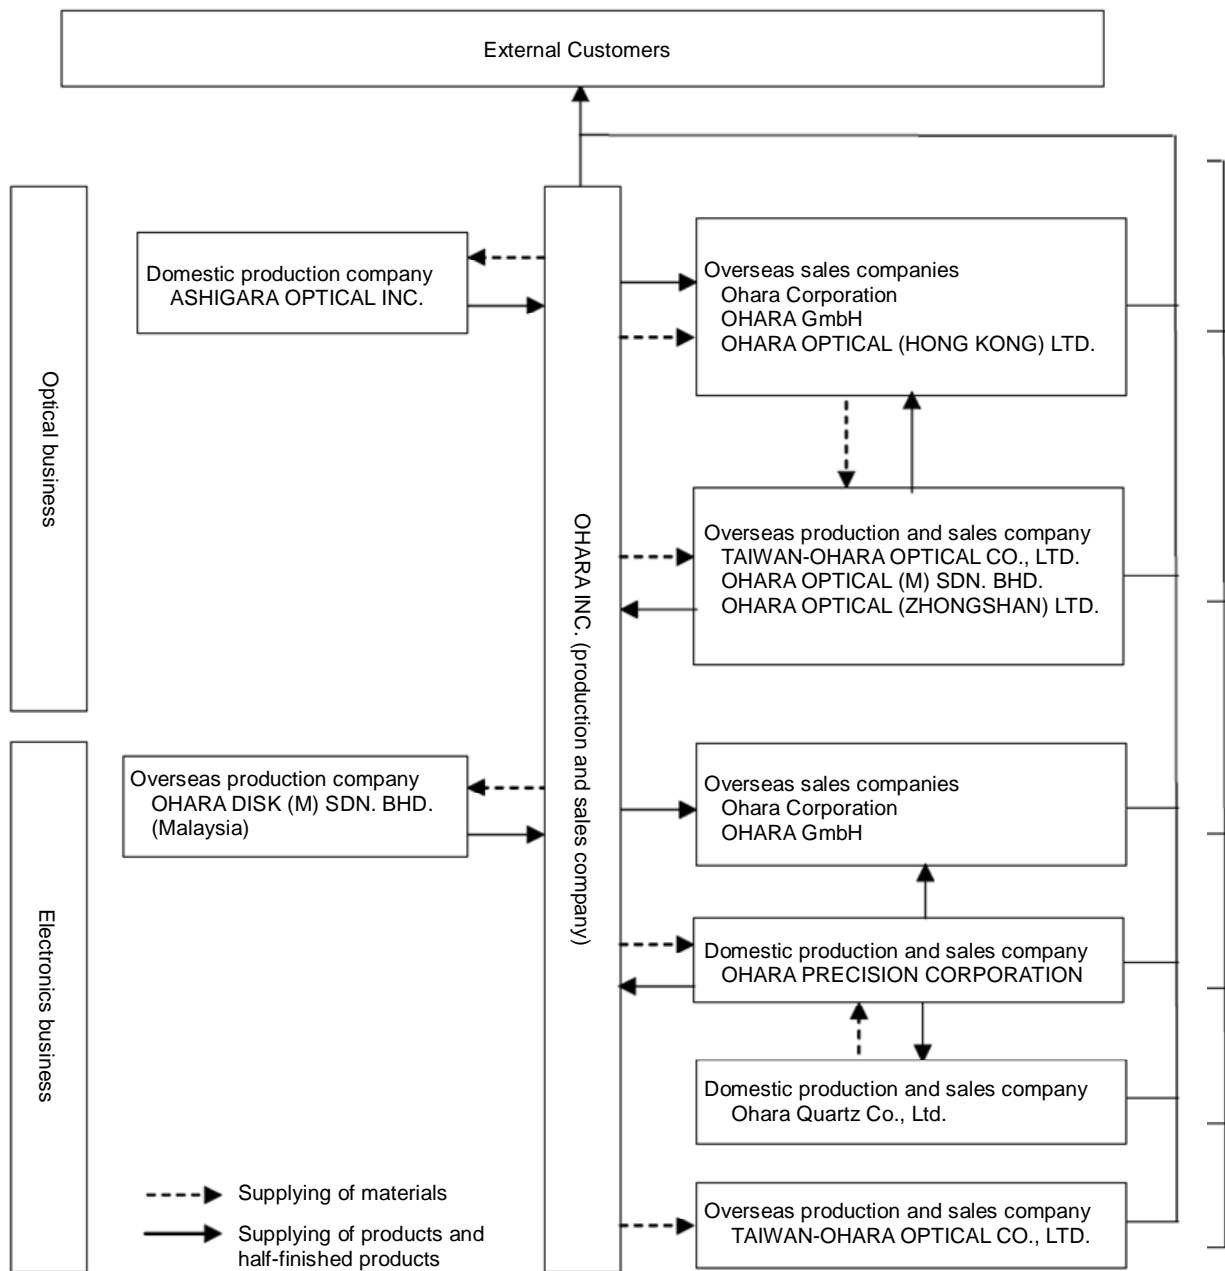 External Customers
Optical business
Domestic production company
ASHIGARA OPTICAL INC.
OHARA INC. (production and sales company)
Overseas sales companies
Ohara Corporation
OHARA GmbH
OHARA OPTICAL (HONG KONG) LTD.
Overseas production and sales company
TAIWAN-OHARA OPTICAL CO., LTD.
OHARA OPTICAL (M) SDN. BHD.
OHARA OPTICAL (ZHONGSHAN) LTD.
Electronics business
Overseas production company
OHARA DISK (M) SDN. BHD.
(Malaysia)
Overseas sales companies
Ohara Corporation
OHARA GmbH
Domestic production and sales company
OHARA PRECISION CORPORATION
Domestic production and sales company
Ohara Quartz Co., Ltd.
Overseas production and sales company
TAIWAN-OHARA OPTICAL CO., LTD.
Supplying of materials
Supplying of products and
half-finished products